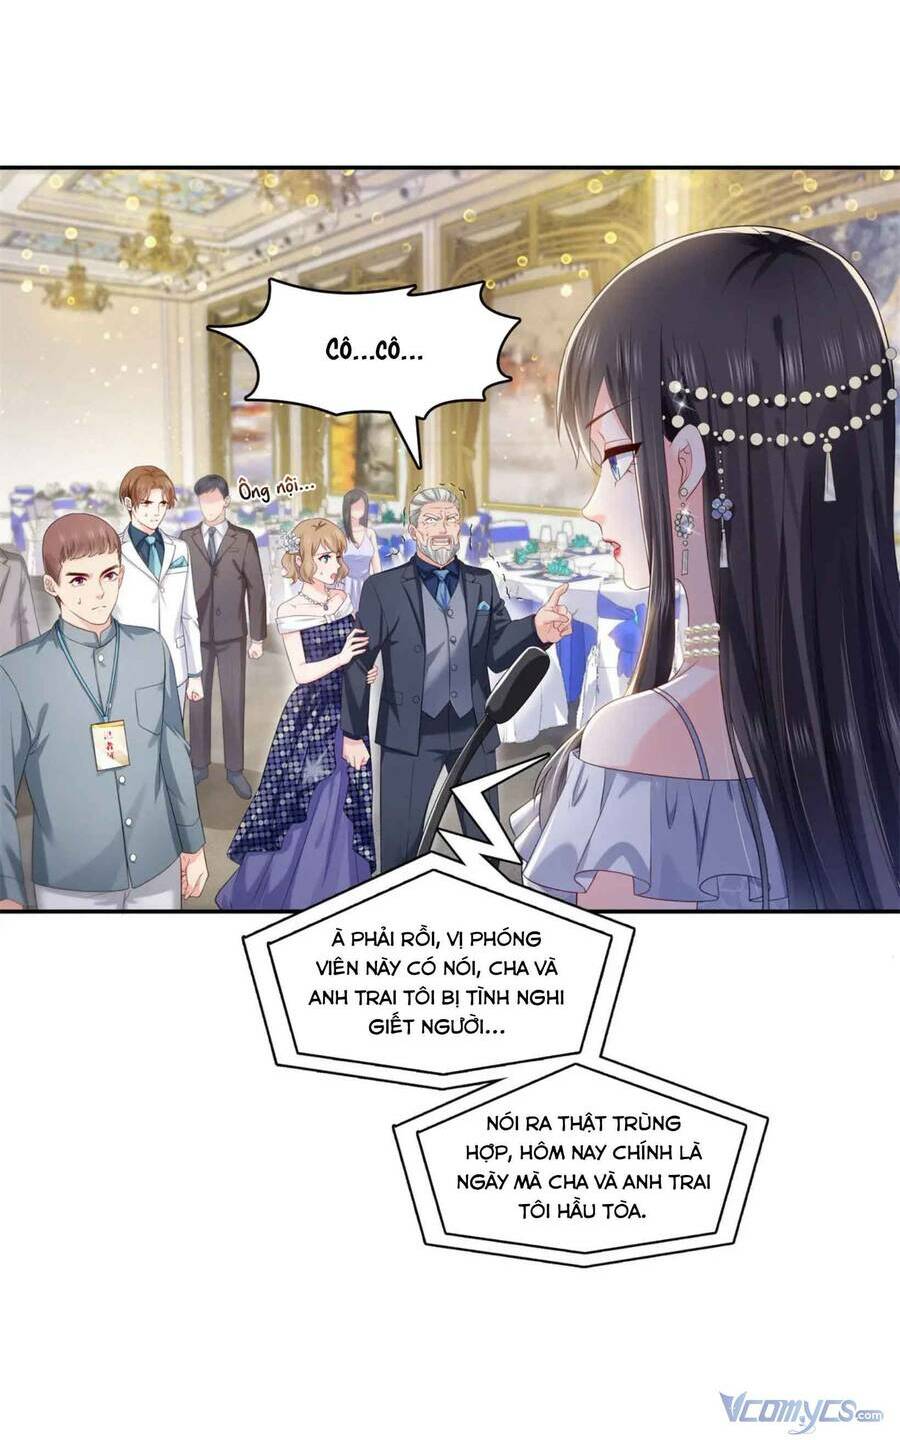 CÔ...CÔ...
Ông nội...
À PHẢI RỒI, VỊ PHÓNG
VIÊN NÀY CÓ NÓI, CHA VÀ
ANH TRAI TÔI BỊ TÌNH NGHI
GIẾT NGƯỜI...
NÓI RA THẬT TRÙNG
HỢP, HÔM NAY CHÍNH LÀ
NGÀY MÀ CHA VÀ ANH TRAI
TÔI HẦU TÒA.
Vcomycs.com